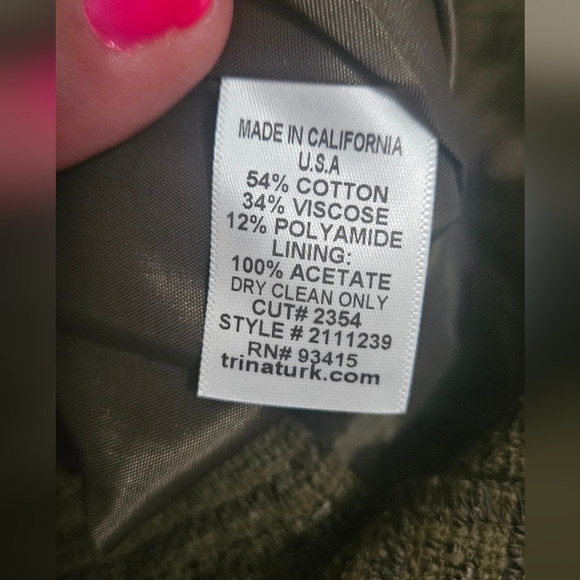 MADE IN CALIFORNIA
U.S.A
54% COTTON
34% VISCOSE
12% POLYAMIDE
LINING:
100% ACETATE
DRY CLEAN ONLY
CUT# 2354
STYLE # 2111239
RN# 93415
trinaturk.com